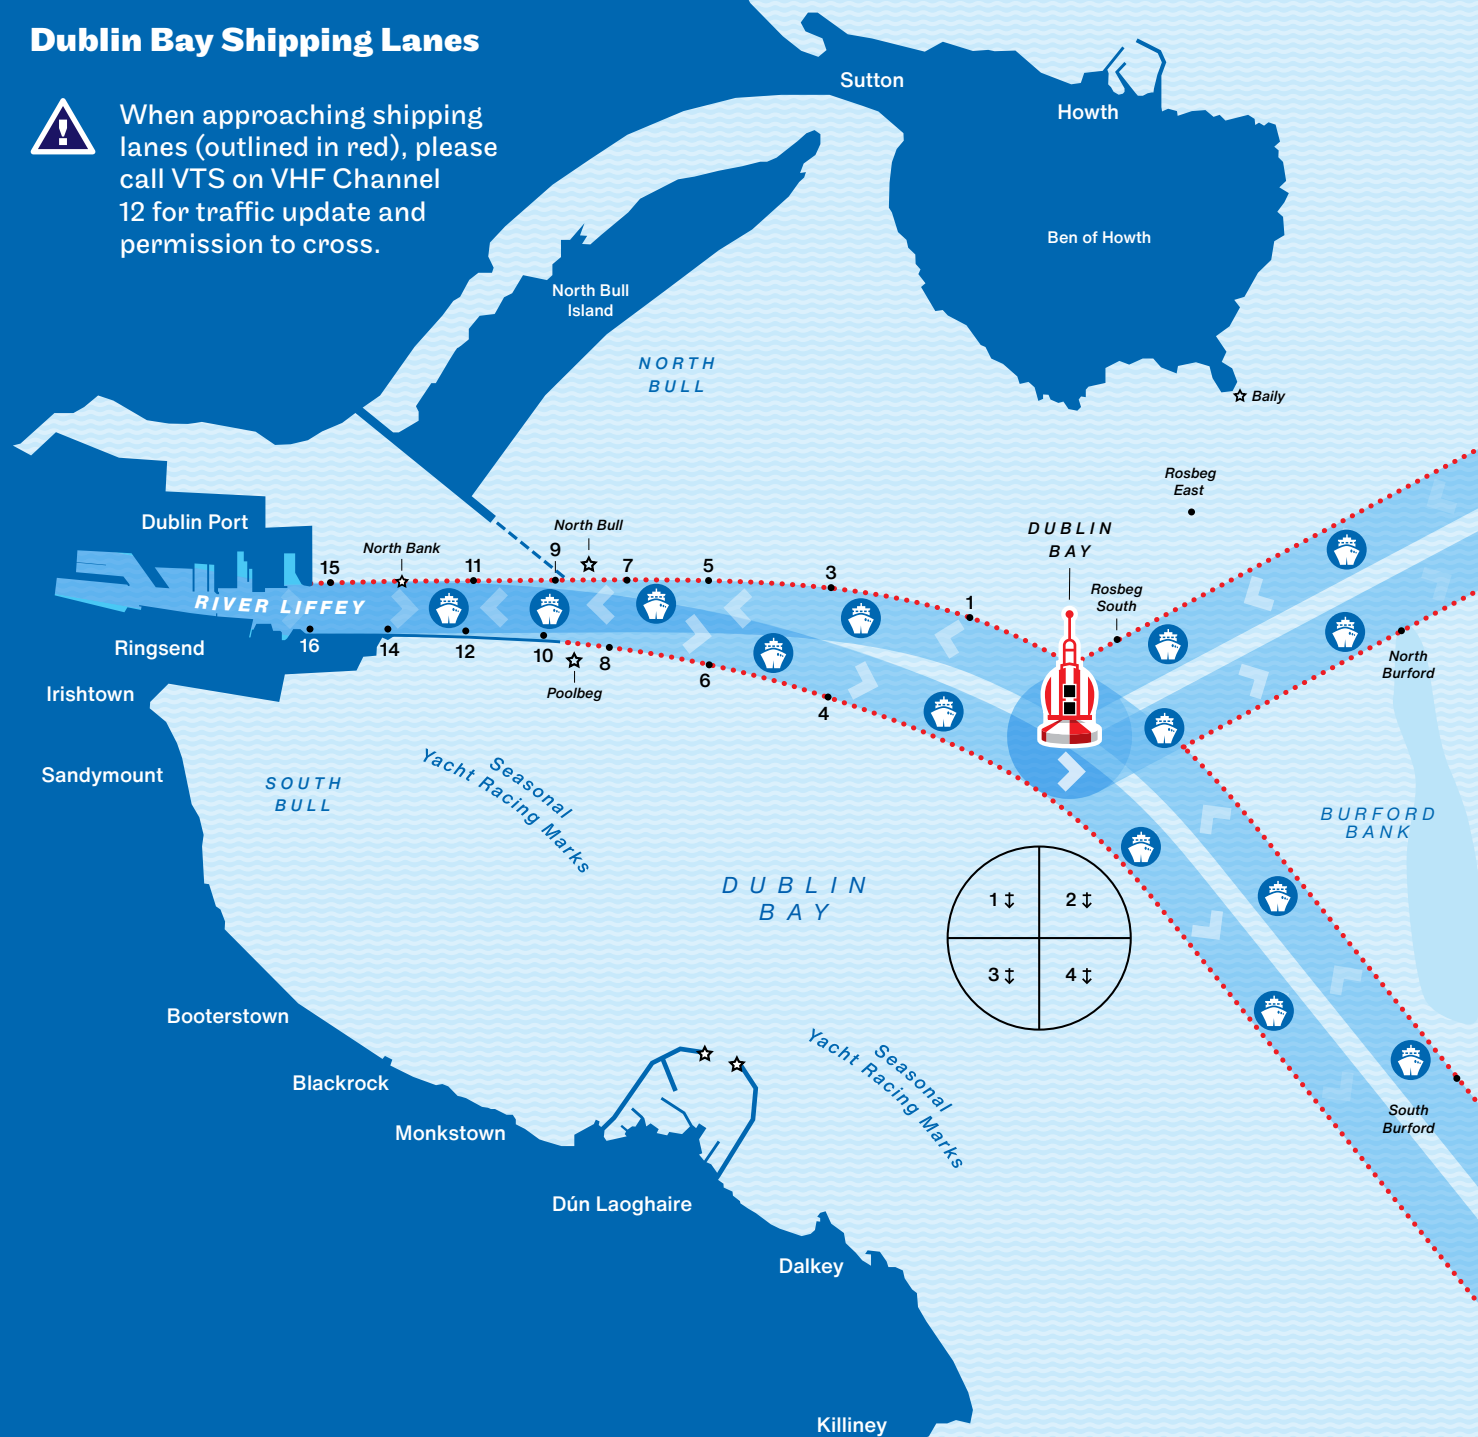 Dublin Bay Shipping Lanes
When approaching shipping
lanes (outlined in red), please
call VTS on VHF Channel
12 for traffic update and
permission to cross.
Sutton
Howth
Ben of Howth
North Bull
Island
NORTH
BULL
Baily
Rosbeg
East
Dublin Port
North Bank
North Bull
DUBLIN
BAY
15
11
9
7
5
3
1
Rosbeg
South
RIVER LIFFEY
Ringsend
16
14
12
10
8
6
4
Poolbeg
North
Burford
Irishtown
Sandymount
SOUTH
BULL
Seasonal
Yacht Racing Marks
BURFORD
BANK
DUBLIN
BAY
1
2
3
4
Booterstown
Blackrock
Monkstown
Seasonal
Yacht Racing Marks
South
Burford
Dún Laoghaire
Dalkey
Killiney